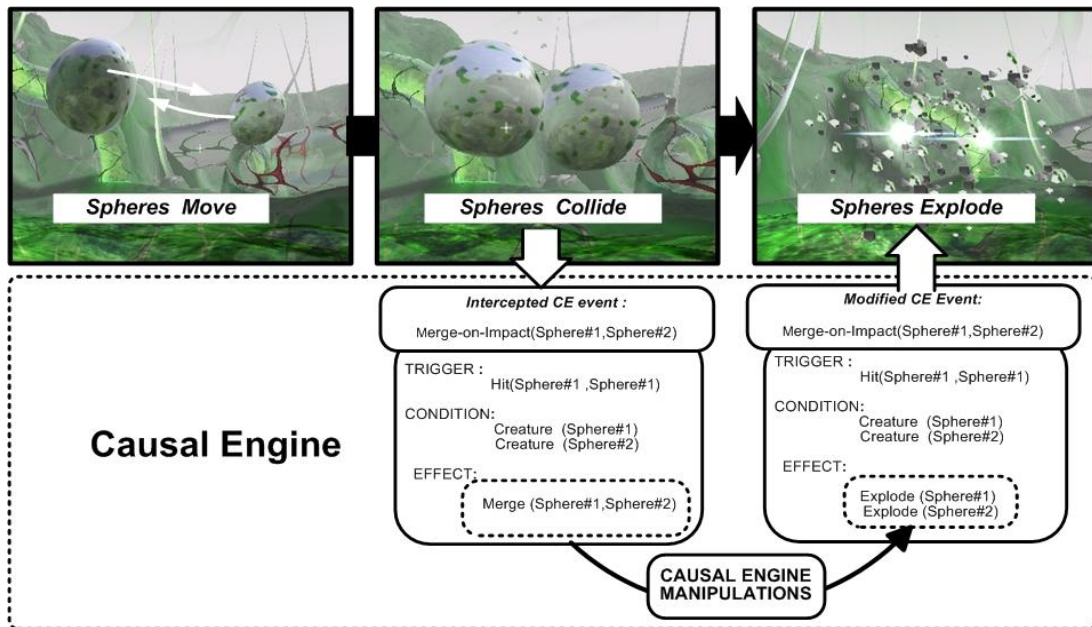 Spheres Move
Spheres Collide
Spheres Explode
Causal Engine
Intercepted CE event :
Merge-on-Impact(Sphere#1,Sphere#2)
TRIGGER :
Hit(Sphere#1 ,Sphere#1)
CONDITION:
Creature (Sphere#1)
Creature (Sphere#2)
EFFECT:
Merge (Sphere#1,Sphere#2)
Modified CE Event:
Merge-on-Impact(Sphere#1,Sphere#2)
TRIGGER :
Hit(Sphere#1 ,Sphere#1)
CONDITION:
Creature (Sphere#1)
Creature (Sphere#2)
EFFECT:
Explode (Sphere#1)
Explode (Sphere#2)
CAUSAL ENGINE
MANIPULATIONS